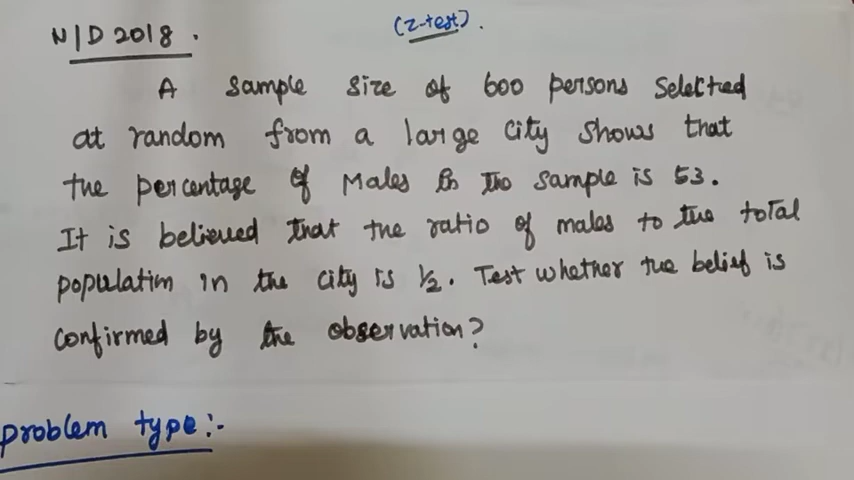 N/D 2018.
(Z-test).
A sample size of 600 persons selected
at random from a large city shows that
the percentage of Males in the sample is 53.
It is believed that the ratio of males to the total
population in the city is 1/2. Test whether the belief is
confirmed by the observation?
problem type:-